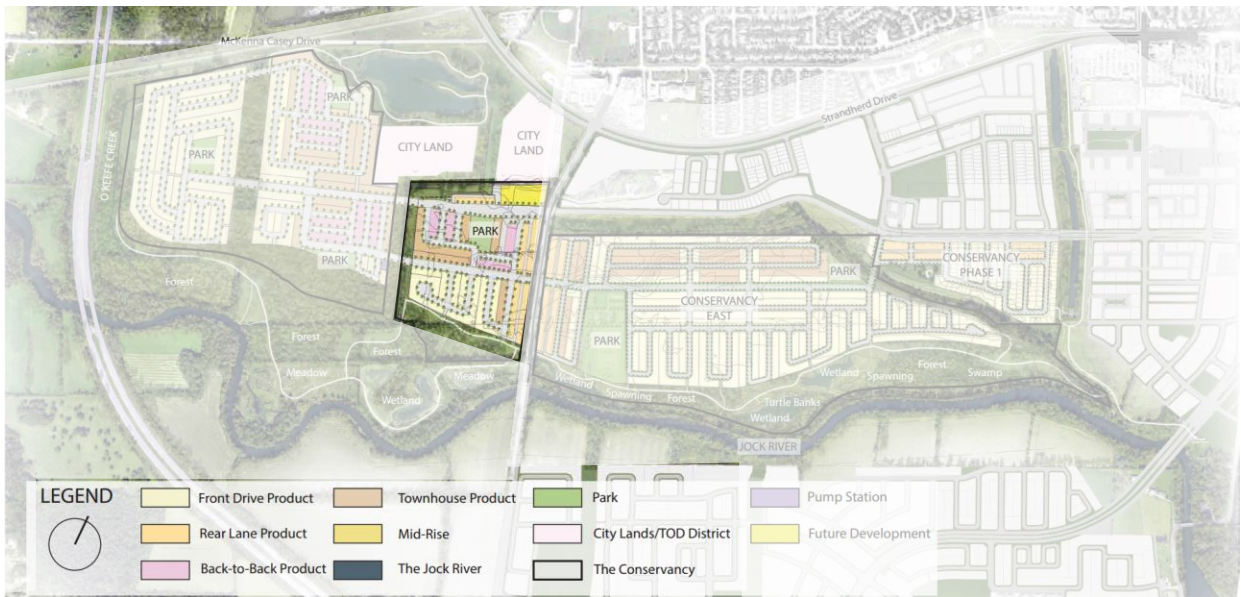 McKenna Casey Drive
O'KEEFE CREEK
Strandherd Drive
PARK
CITY LAND
CITY
LAND
PARK
PARK
PARK
CONSERVANCY
PHASE 1
PARK
CONSERVANCY
EAST
PARK
Forest
Forest
Forest
Meadow
Meadow
Wetland
Wetland
Spawning
Forest
Wetland
Spawning
Forest
Swamp
Turtle Banks
Wetland
JOCK RIVER
LEGEND
Front Drive Product
Rear Lane Product
Back-to-Back Product
Townhouse Product
Mid-Rise
The Jock River
Park
City Lands/TOD District
The Conservancy
Pump Station
Future Development